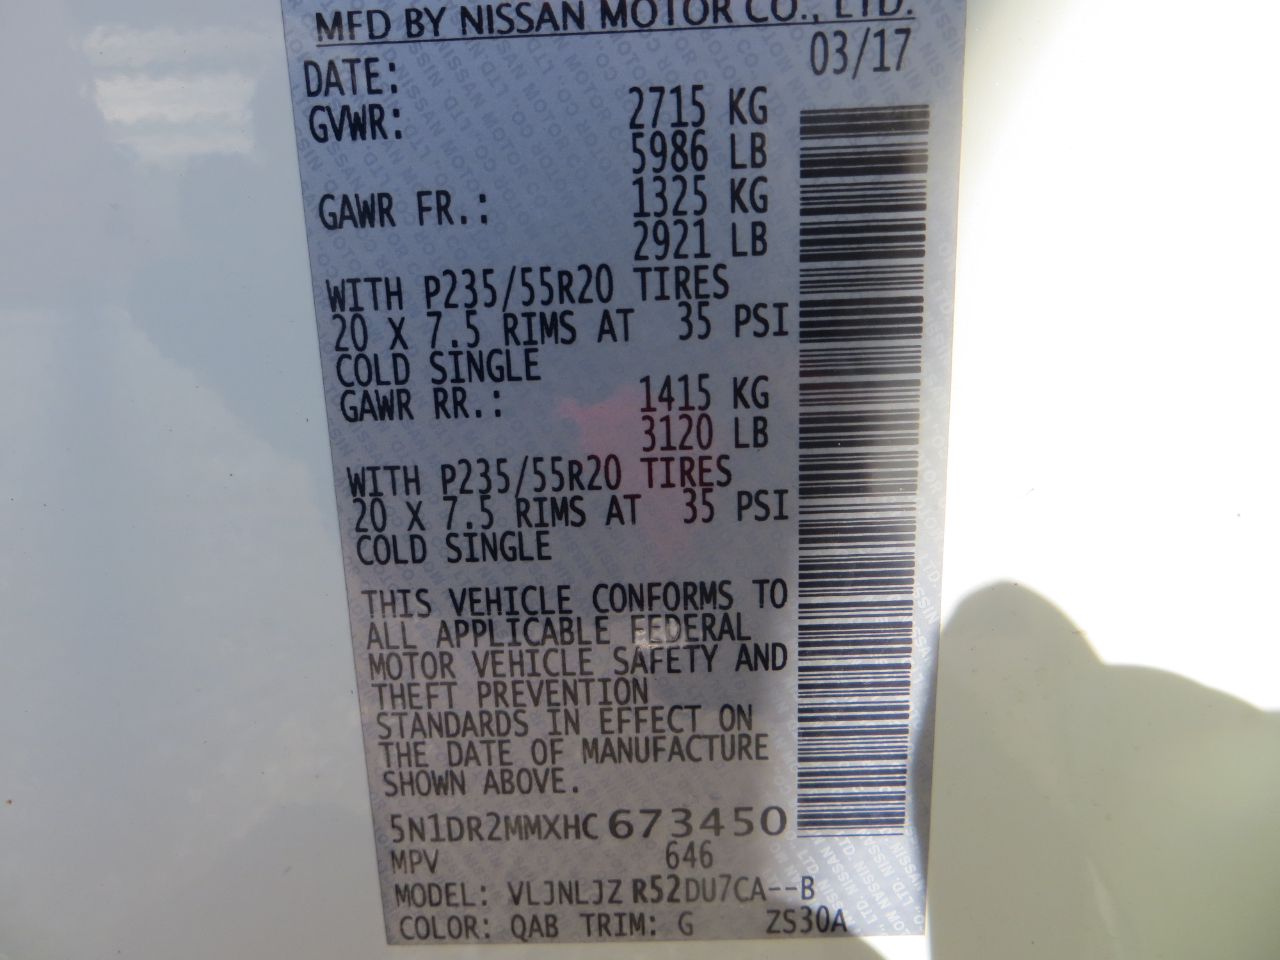 MFD BY NISSAN MOTOR CO., LTD.
DATE: 03/17
GVWR: 2715 KG
5986 LB
GAWR FR.: 1325 KG
2921 LB
WITH P235/55R20 TIRES
20 X 7.5 RIMS AT 35 PSI
COLD SINGLE
GAWR RR.: 1415 KG
3120 LB
WITH P235/55R20 TIRES
20 X 7.5 RIMS AT 35 PSI
COLD SINGLE
THIS VEHICLE CONFORMS TO
ALL APPLICABLE FEDERAL
MOTOR VEHICLE SAFETY AND
THEFT PREVENTION
STANDARDS IN EFFECT ON
THE DATE OF MANUFACTURE
SHOWN ABOVE.
5N1DR2MMXHC673450
MPV 646
MODEL: VLJNLJZ R52DU7CA--B
COLOR: QAB TRIM: G ZS30A